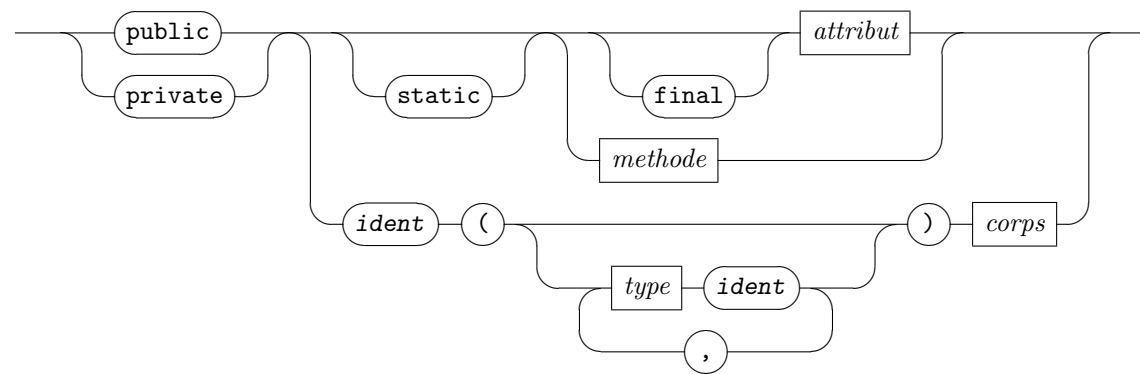 public attribut
private static final
methode
ident ( ) corps
type ident
,